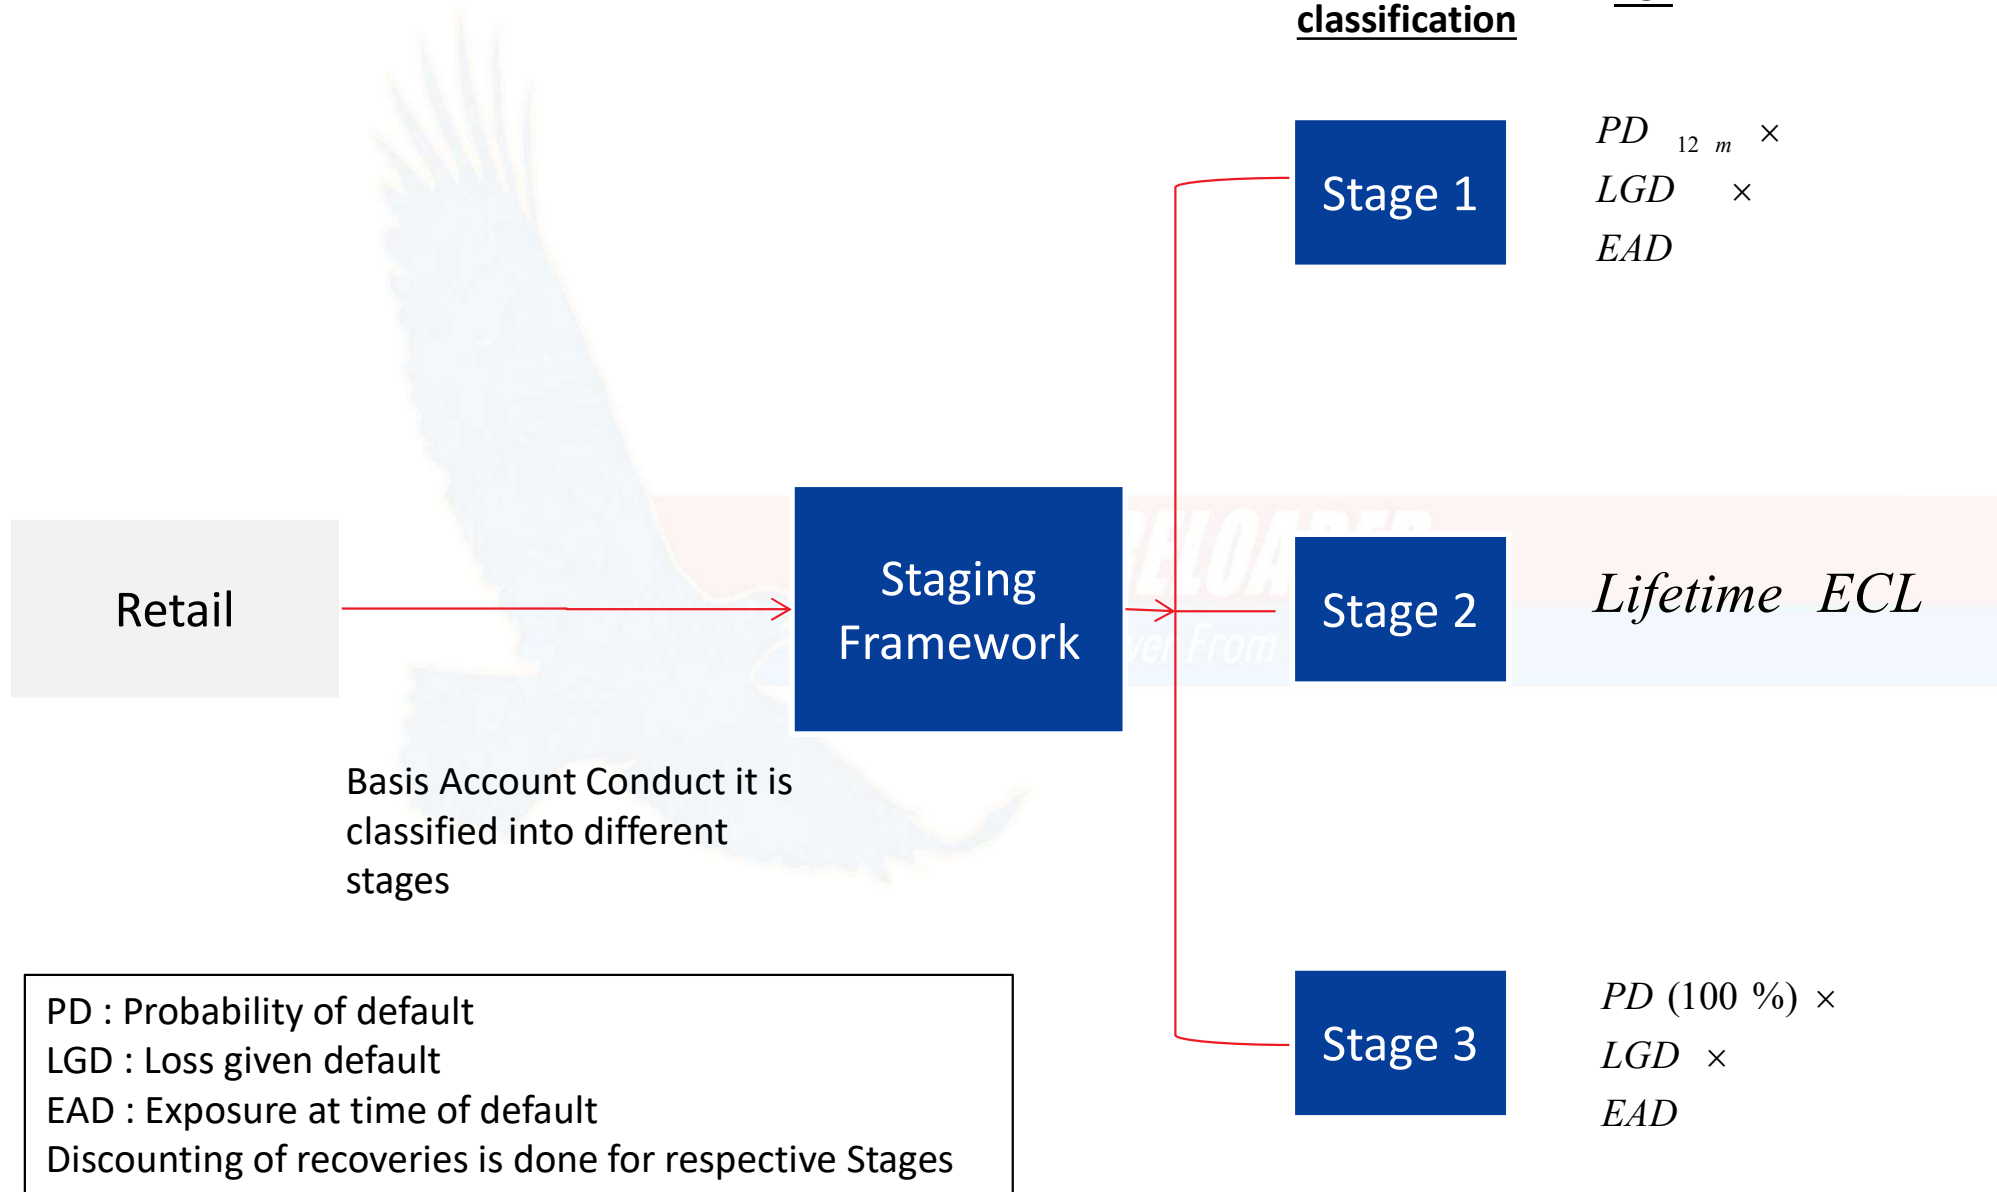 classification
PD 12 m ×
LGD ×
EAD
Stage 1
Retail
Staging
Framework
Stage 2
Lifetime ECL
Basis Account Conduct it is
classified into different
stages
Stage 3
PD (100 %) ×
LGD ×
EAD
PD : Probability of default
LGD : Loss given default
EAD : Exposure at time of default
Discounting of recoveries is done for respective Stages